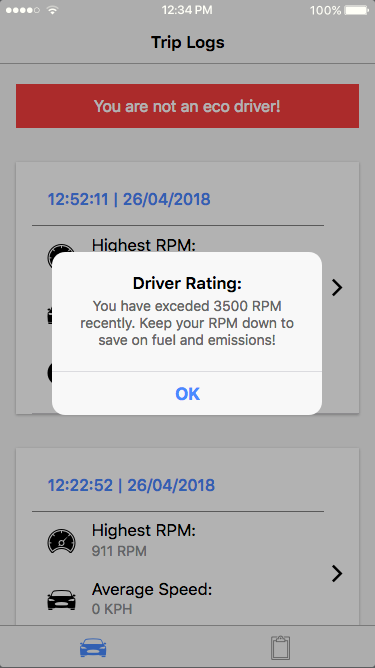 12:34 PM
100%
Trip Logs
You are not an eco driver!
12:52:11 | 26/04/2018
Highest RPM:
Driver Rating:
You have exceded 3500 RPM
recently. Keep your RPM down to
save on fuel and emissions!
OK
12:22:52 | 26/04/2018
Highest RPM:
911 RPM
Average Speed:
0 KPH